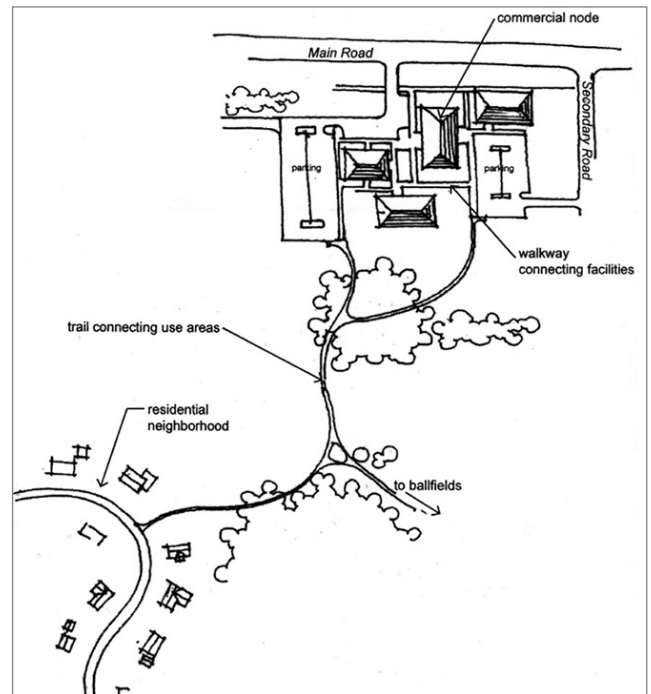 commercial node
Main Road
Secondary Road
parking
parking
walkway
connecting facilities
trail connecting use areas
residential
neighborhood
to ballfields